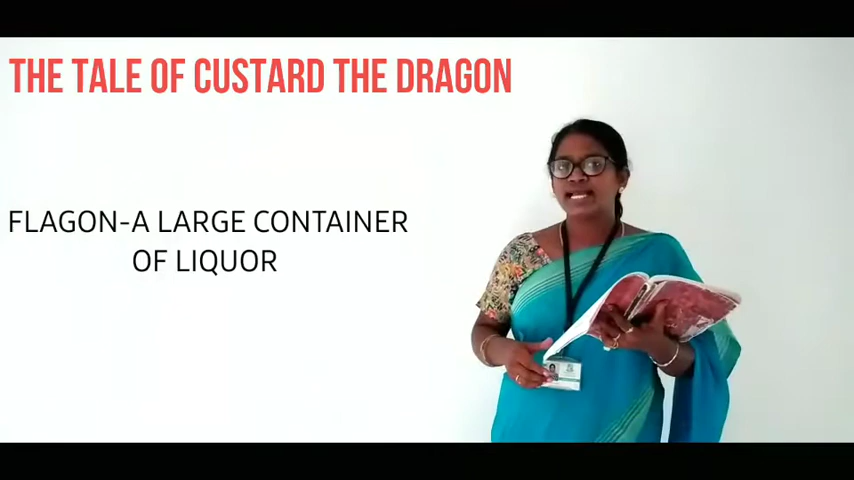 THE TALE OF CUSTARD THE DRAGON
FLAGON-A LARGE CONTAINER
OF LIQUOR